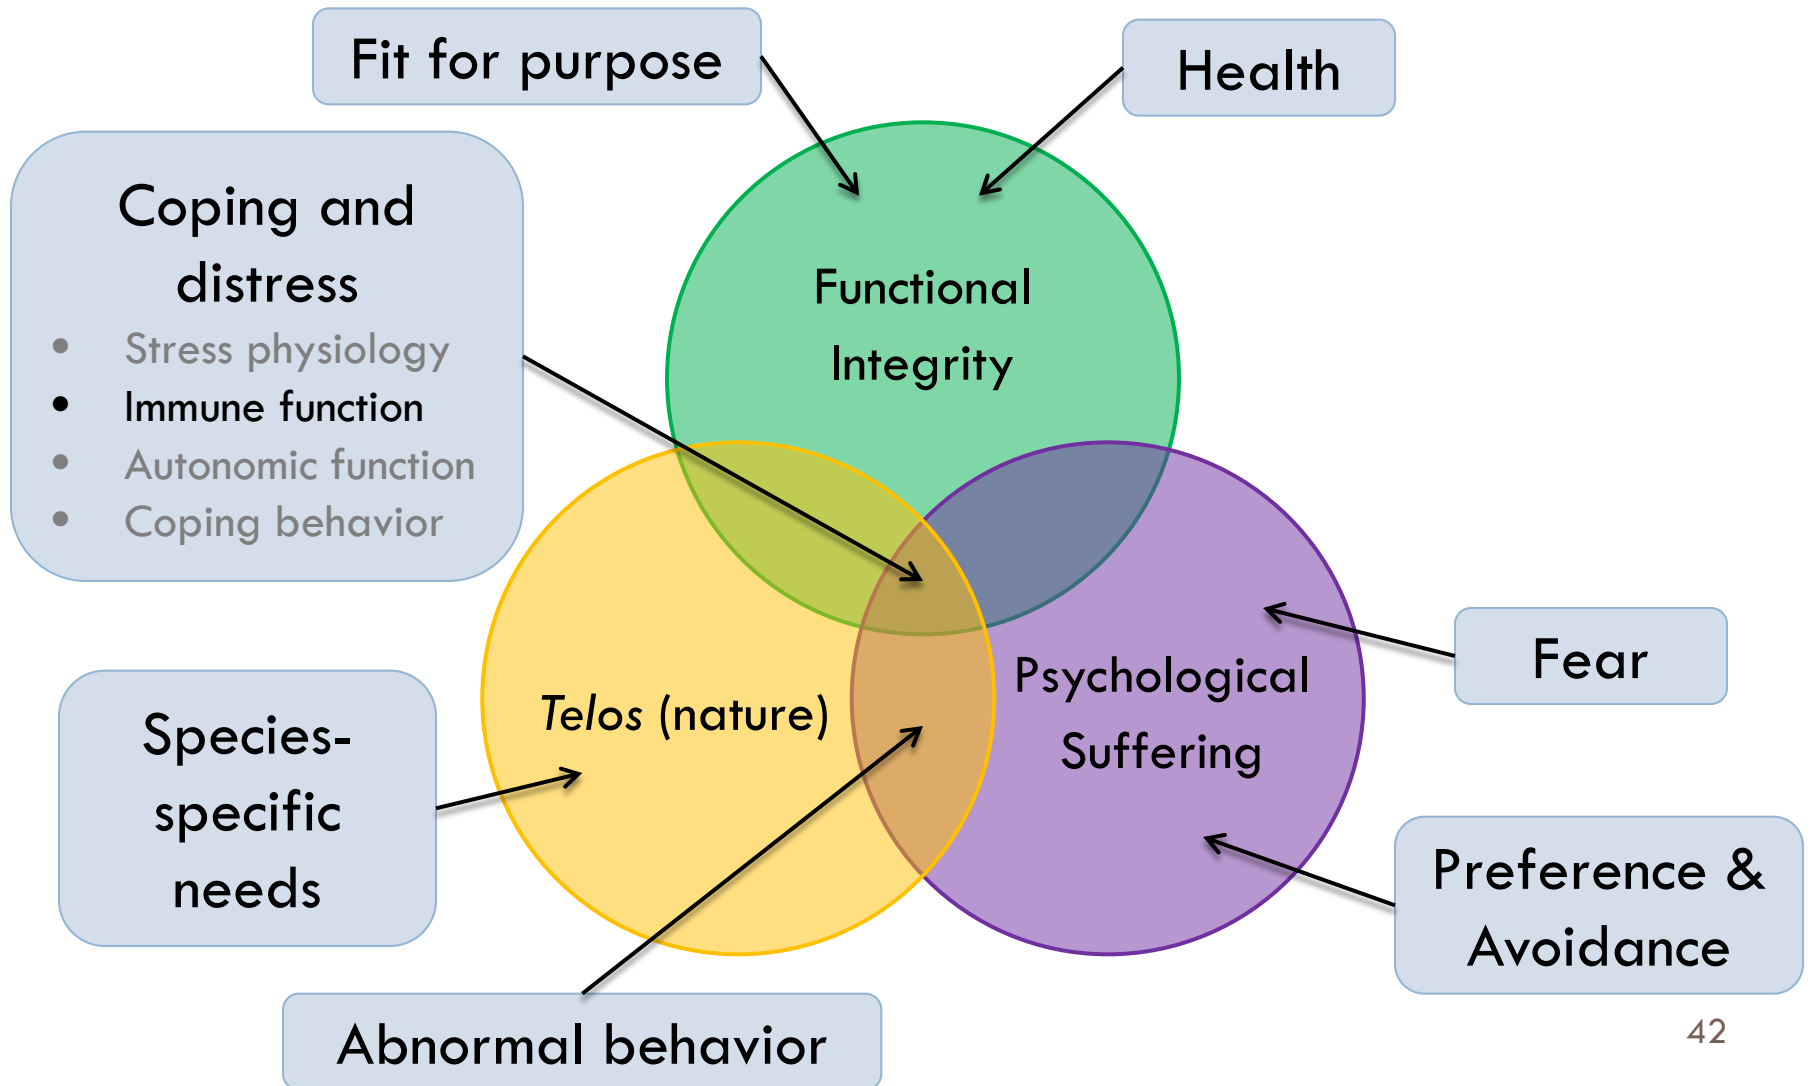 Fit for purpose
Health
Coping and
distress
• Stress physiology
• Immune function
• Autonomic function
• Coping behavior
Functional
Integrity
Telos (nature)
Psychological
Suffering
Fear
Species-
specific
needs
Preference &
Avoidance
Abnormal behavior
42